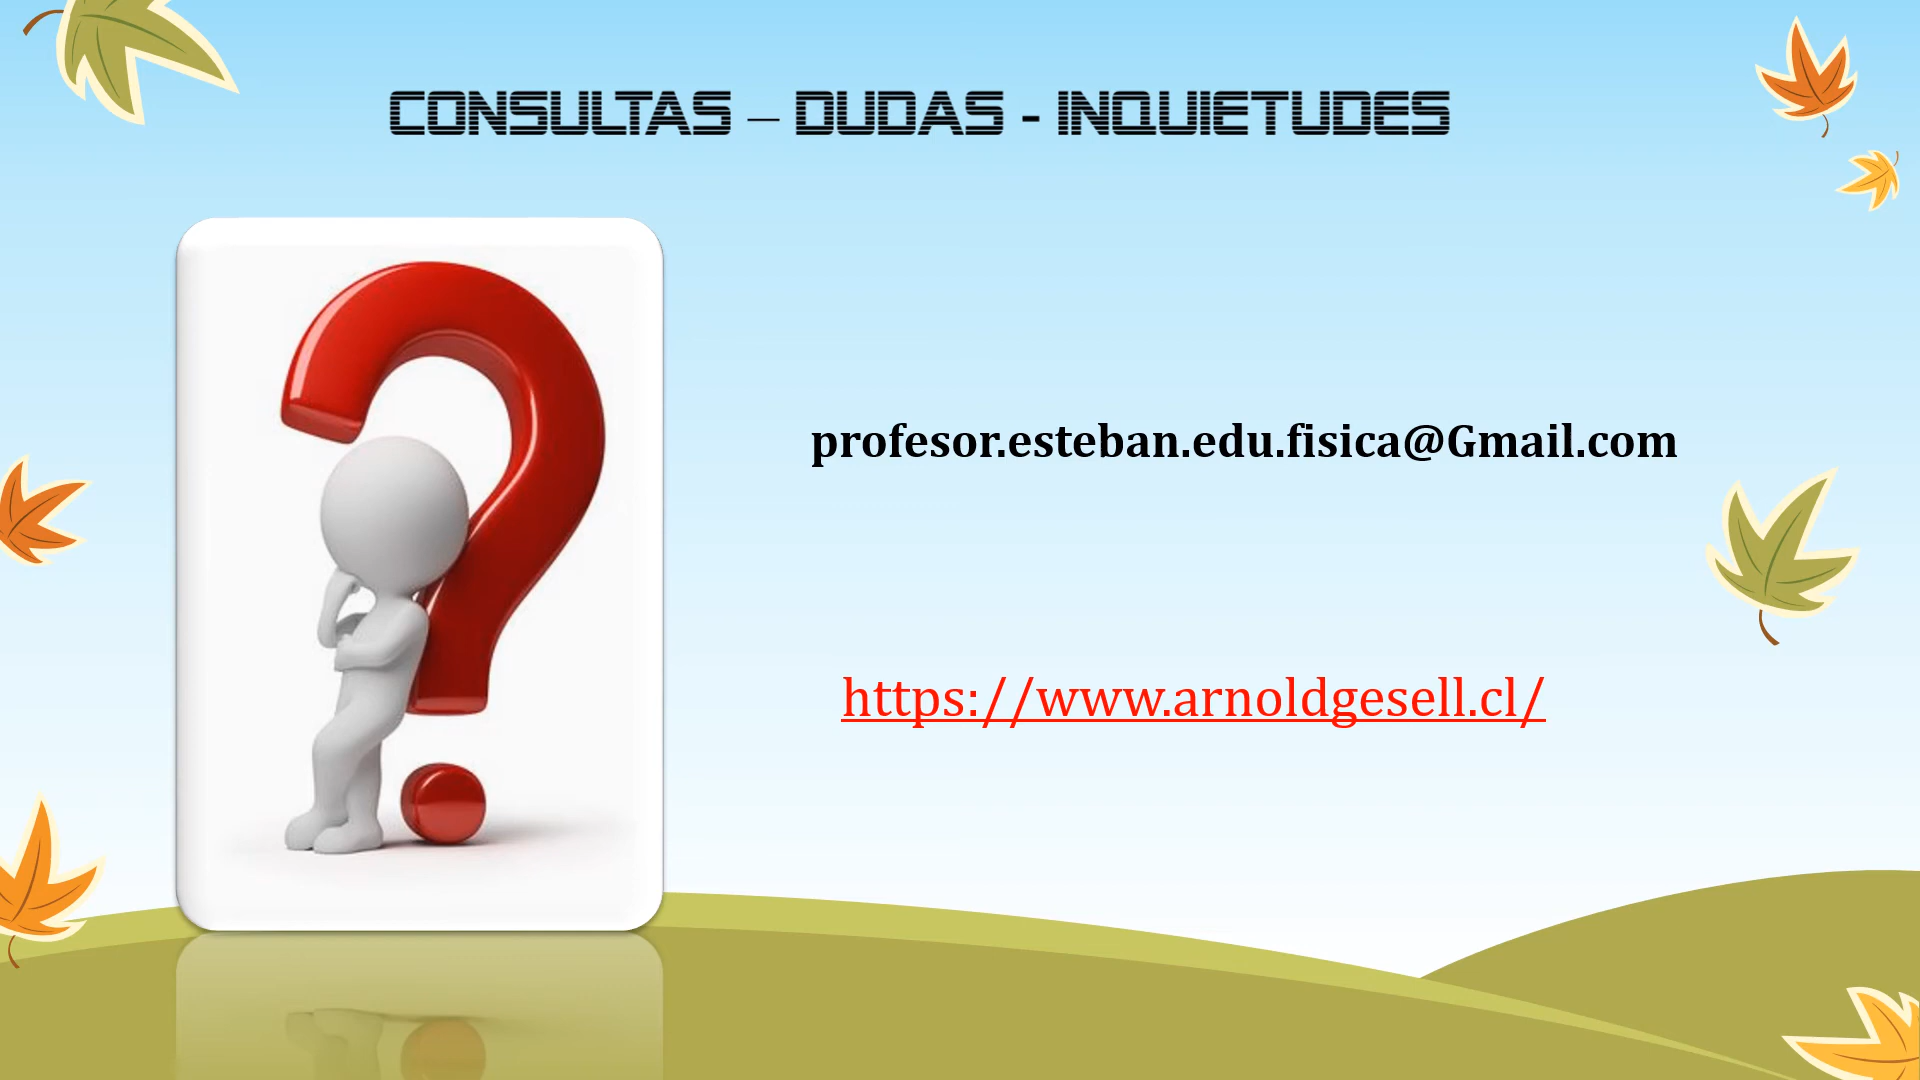 CONSULTAS – DUDAS - INQUIETUDES
profesor.esteban.edu.fisica@Gmail.com
https://www.arnoldgesell.cl/